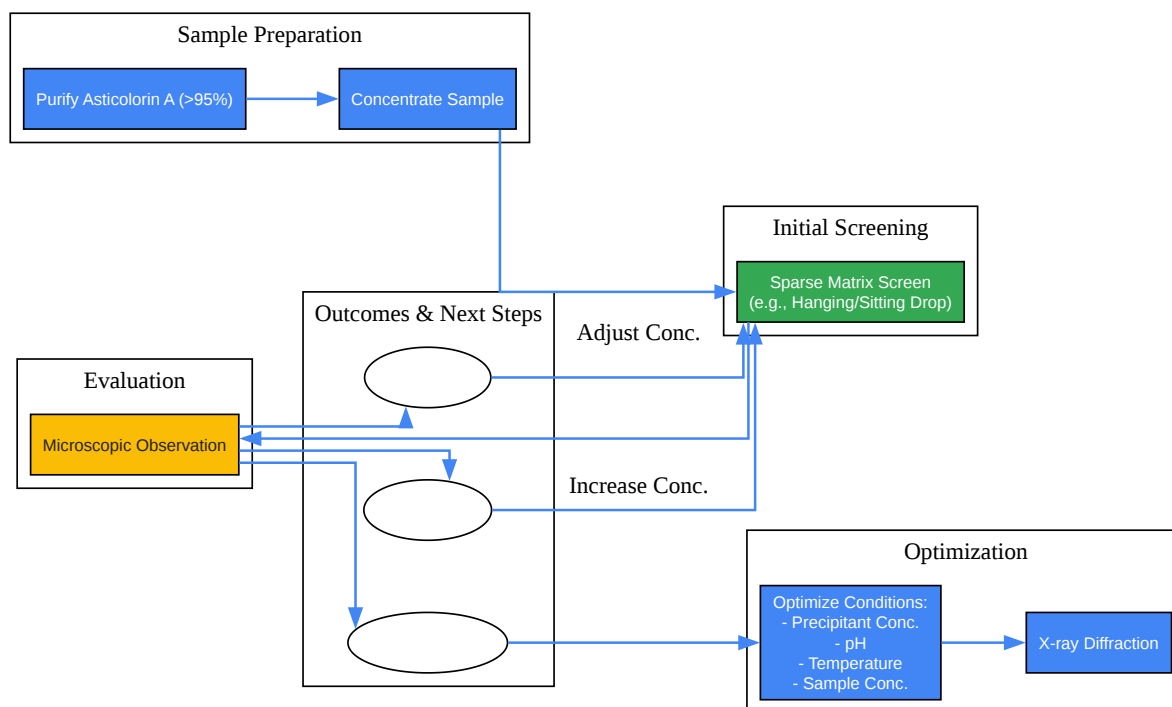 Sample Preparation
Purify Asticolorin A (>95%)
Concentrate Sample
Initial Screening
Sparse Matrix Screen
(e.g., Hanging/Sitting Drop)
Outcomes & Next Steps
Adjust Conc.
Evaluation
Microscopic Observation
Increase Conc.
Optimization
Optimize Conditions:
- Precipitant Conc.
- pH
- Temperature
- Sample Conc.
X-ray Diffraction